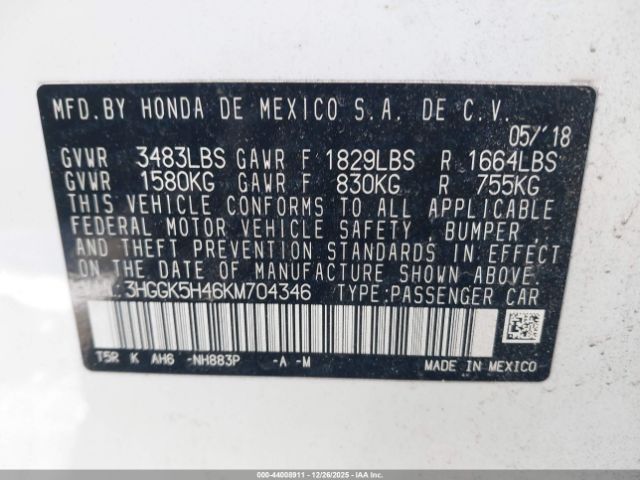 MFD.BY HONDA DE MEXICO S.A. DE C.V.
05/'18
GVWR 3483LBS GAWR F 1829LBS R 1664LBS
GVWR 1580KG GAWR F 830KG R 755KG
THIS VEHICLE CONFORMS TO ALL APPLICABLE
FEDERAL MOTOR VEHICLE SAFETY, BUMPER,
AND THEFT PREVENTION STANDARDS IN EFFECT
ON THE DATE OF MANUFACTURE SHOWN ABOVE.
3HGGK5H46KM704346 TYPE:PASSENGER CAR
T5R K AH6 -NH883P -A -M
MADE IN MEXICO
000-44008911 - 12/26/2025 - IMPACT AUTO AUCTIONS